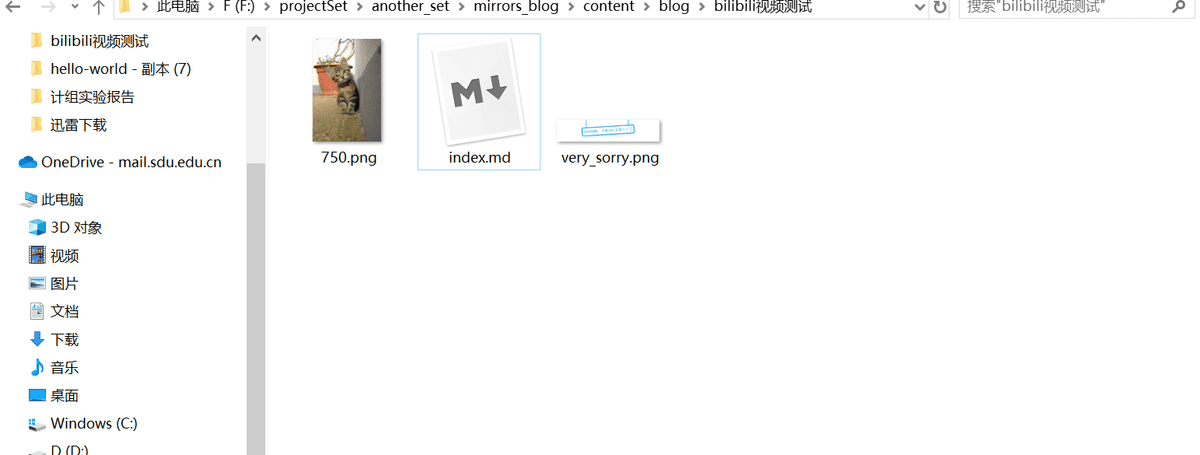 此电脑 > F (F:) > projectSet > another_set > mirrors_blog > content > blog > bilibili视频测试
搜索"bilibili视频测试"
bilibili视频测试
hello-world - 副本 (7)
计组实验报告
迅雷下载
OneDrive - mail.sdu.edu.cn
此电脑
3D 对象
视频
图片
文档
下载
音乐
桌面
Windows (C:)
D (D:)
M
750.png
index.md
very_sorry.png